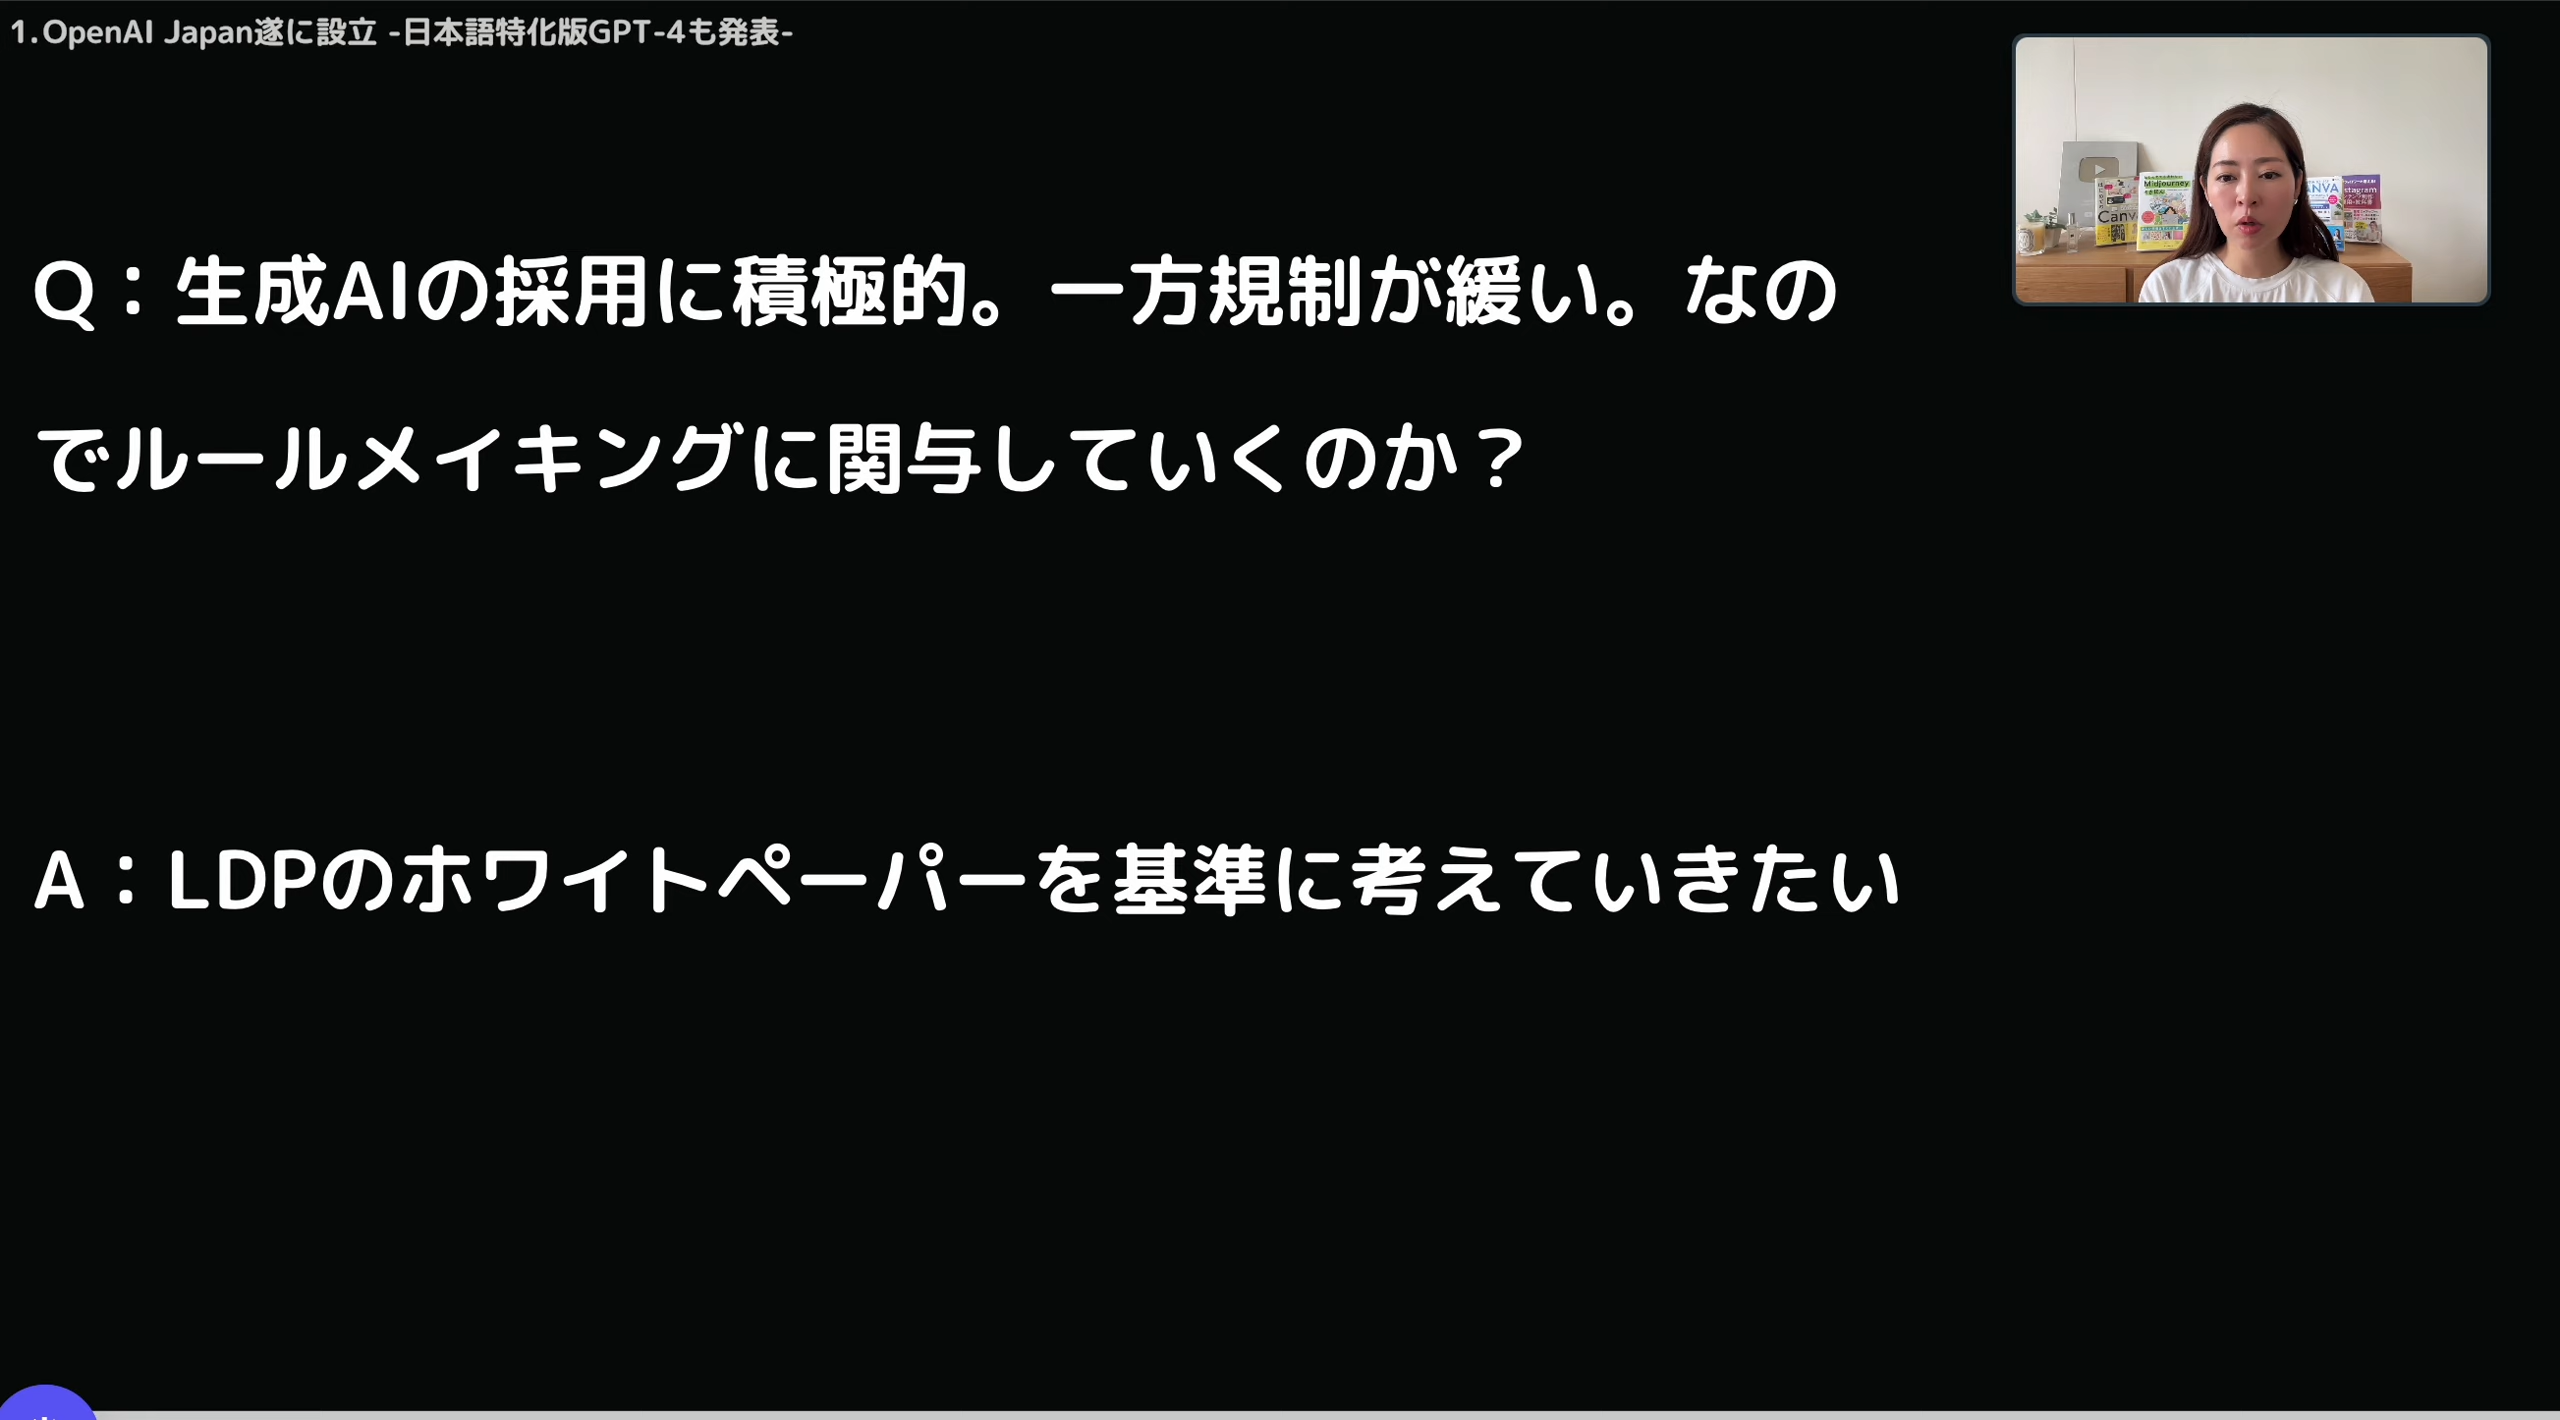 1.OpenAI Japan遂に設立 -日本語特化版GPT-4も発表-
Q：生成AIの採用に積極的。一方規制が緩い。なの
でルールメイキングに関与していくのか？
A：LDPのホワイトペーパーを基準に考えていきたい
Midjourney
Canv
ANVA
stagram